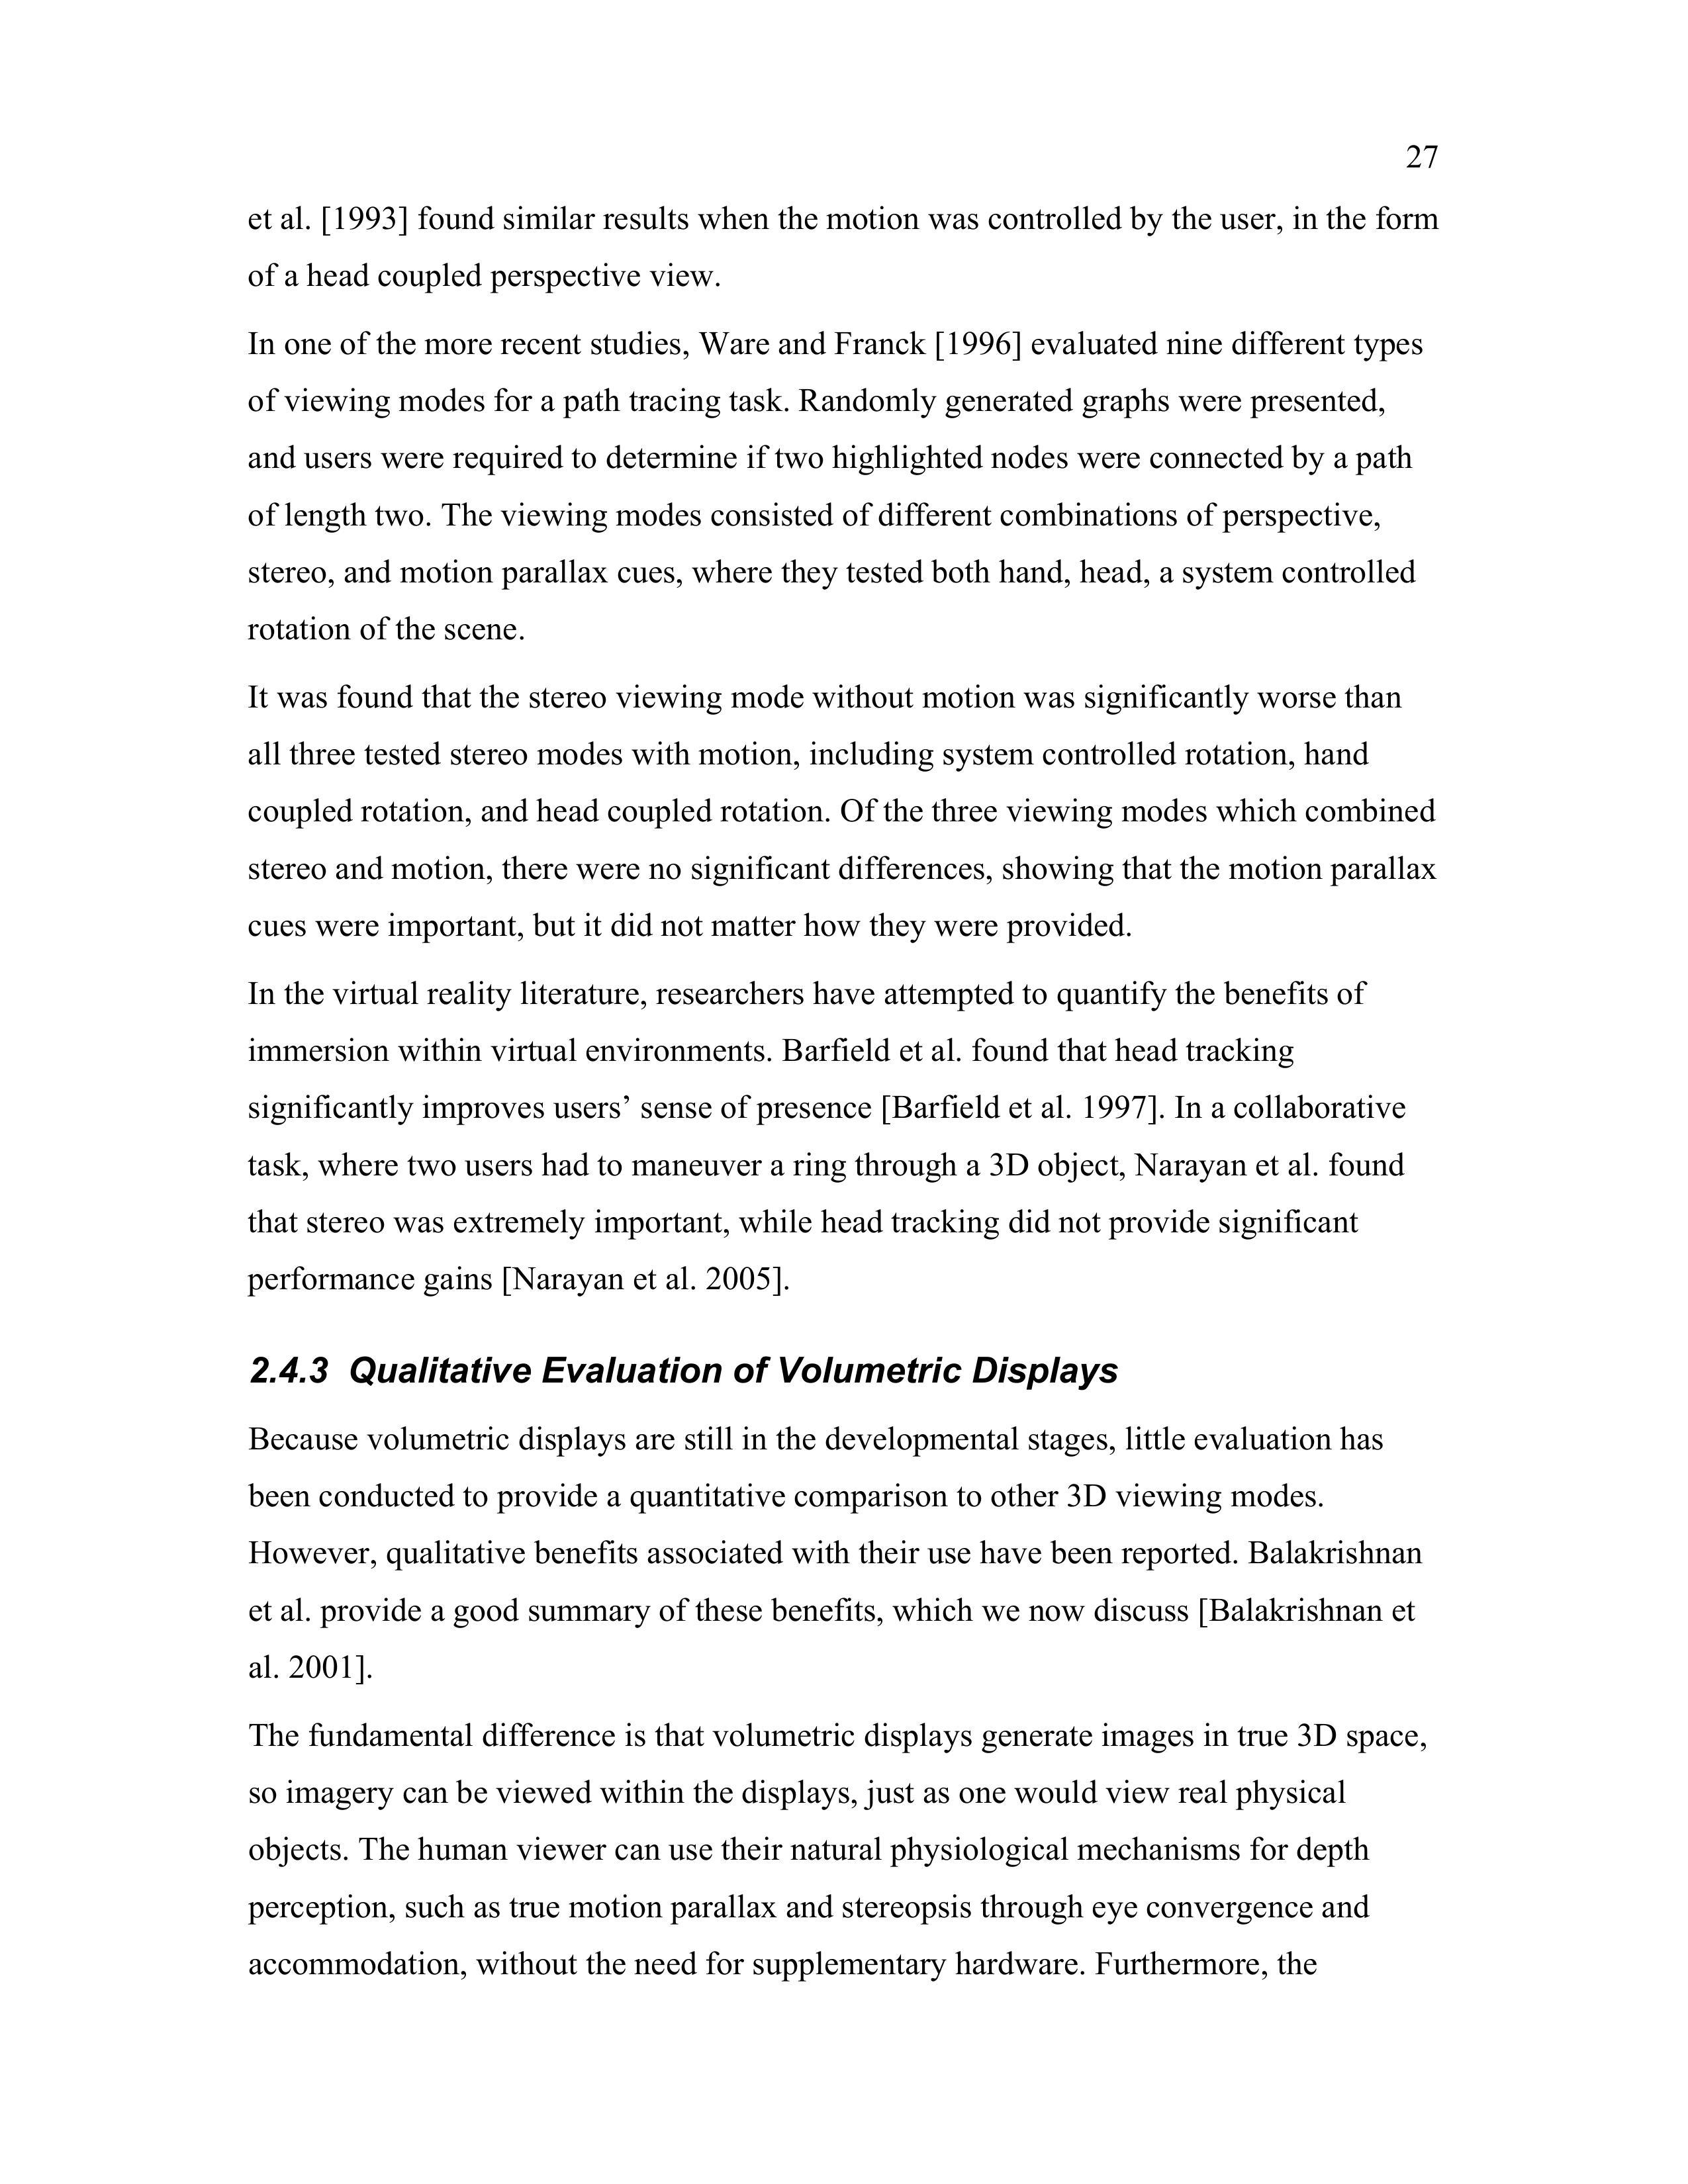 27
et al. [1993] found similar results when the motion was controlled by the user, in the form
of a head coupled perspective view.
In one of the more recent studies, Ware and Franck [1996] evaluated nine different types
of viewing modes for a path tracing task. Randomly generated graphs were presented,
and users were required to determine if two highlighted nodes were connected by a path
of length two. The viewing modes consisted of different combinations of perspective,
stereo, and motion parallax cues, where they tested both hand, head, a system controlled
rotation of the scene.
It was found that the stereo viewing mode without motion was significantly worse than
all three tested stereo modes with motion, including system controlled rotation, hand
coupled rotation, and head coupled rotation. Of the three viewing modes which combined
stereo and motion, there were no significant differences, showing that the motion parallax
cues were important, but it did not matter how they were provided.
In the virtual reality literature, researchers have attempted to quantify the benefits of
immersion within virtual environments. Barfield et al. found that head tracking
significantly improves users’ sense of presence [Barfield et al. 1997]. In a collaborative
task, where two users had to maneuver a ring through a 3D object, Narayan et al. found
that stereo was extremely important, while head tracking did not provide significant
performance gains [Narayan et al. 2005].
2.4.3 Qualitative Evaluation of Volumetric Displays
Because volumetric displays are still in the developmental stages, little evaluation has
been conducted to provide a quantitative comparison to other 3D viewing modes.
However, qualitative benefits associated with their use have been reported. Balakrishnan
et al. provide a good summary of these benefits, which we now discuss [Balakrishnan et
al. 2001].
The fundamental difference is that volumetric displays generate images in true 3D space,
so imagery can be viewed within the displays, just as one would view real physical
objects. The human viewer can use their natural physiological mechanisms for depth
perception, such as true motion parallax and stereopsis through eye convergence and
accommodation, without the need for supplementary hardware. Furthermore, the